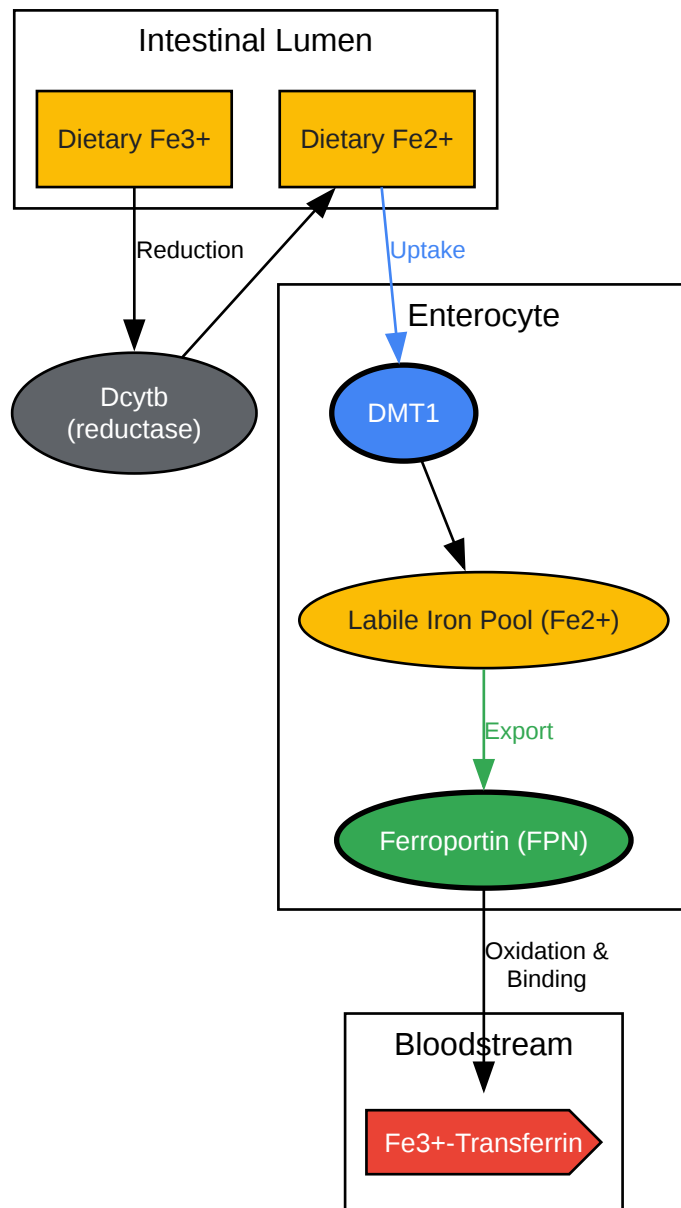 Intestinal Lumen
Dietary Fe3+
Dietary Fe2+
Reduction
Uptake
Enterocyte
Dcytb
(reductase)
DMT1
Labile Iron Pool (Fe2+)
Export
Ferroportin (FPN)
Oxidation &
Binding
Bloodstream
Fe3+-Transferrin